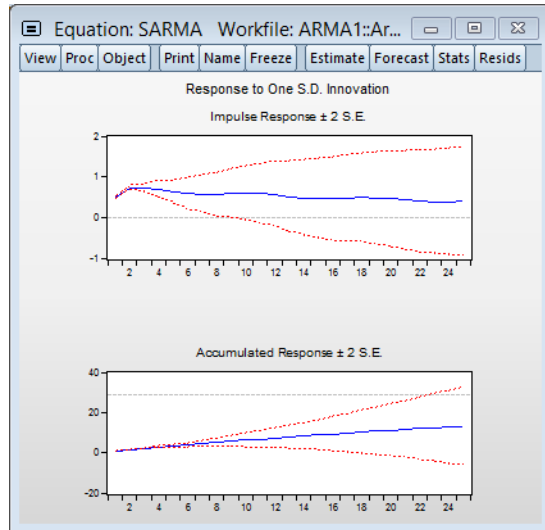 Equation: SARMA Workfile: ARMA1::Ar...
View Proc Object Print Name Freeze Estimate Forecast Stats Resids
Response to One S.D. Innovation
Impulse Response ± 2 S.E.
2
1
0
-1
2 4 6 8 10 12 14 16 18 20 22 24
Accumulated Response ± 2 S.E.
40
20
0
-20
2 4 6 8 10 12 14 16 18 20 22 24